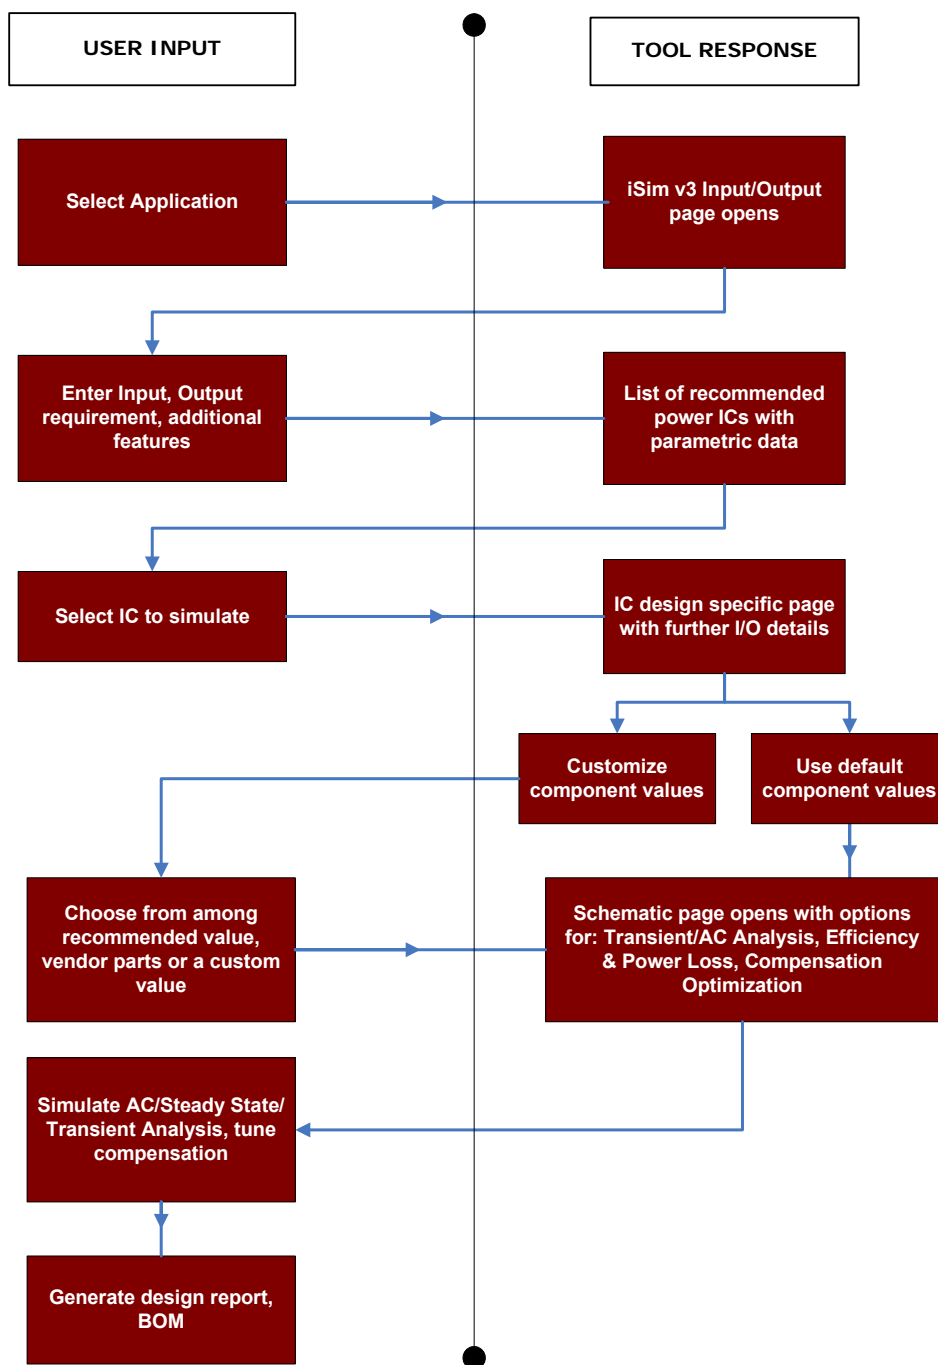 USER INPUT
TOOL RESPONSE
Select Application
iSim v3 Input/Output
page opens
Enter Input, Output
requirement, additional
features
List of recommended
power ICs with
parametric data
Select IC to simulate
IC design specific page
with further I/O details
Customize
component values
Use default
component values
Choose from among
recommended value,
vendor parts or a custom
value
Schematic page opens with options
for: Transient/AC Analysis, Efficiency
& Power Loss, Compensation
Optimization
Simulate AC/Steady State/
Transient Analysis, tune
compensation
Generate design report,
BOM